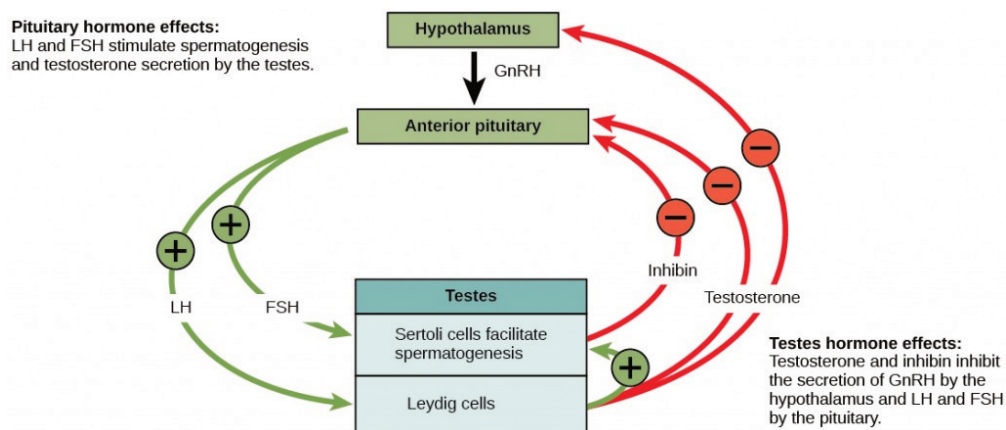 Pituitary hormone effects:
LH and FSH stimulate spermatogenesis
and testosterone secretion by the testes.
Hypothalamus
GnRH
Anterior pituitary
−
−
+
−
+
Inhibin
LH
FSH
Testes
Testosterone
Sertoli cells facilitate
spermatogenesis
+
Leydig cells
Testes hormone effects:
Testosterone and inhibin inhibit
the secretion of GnRH by the
hypothalamus and LH and FSH
by the pituitary.